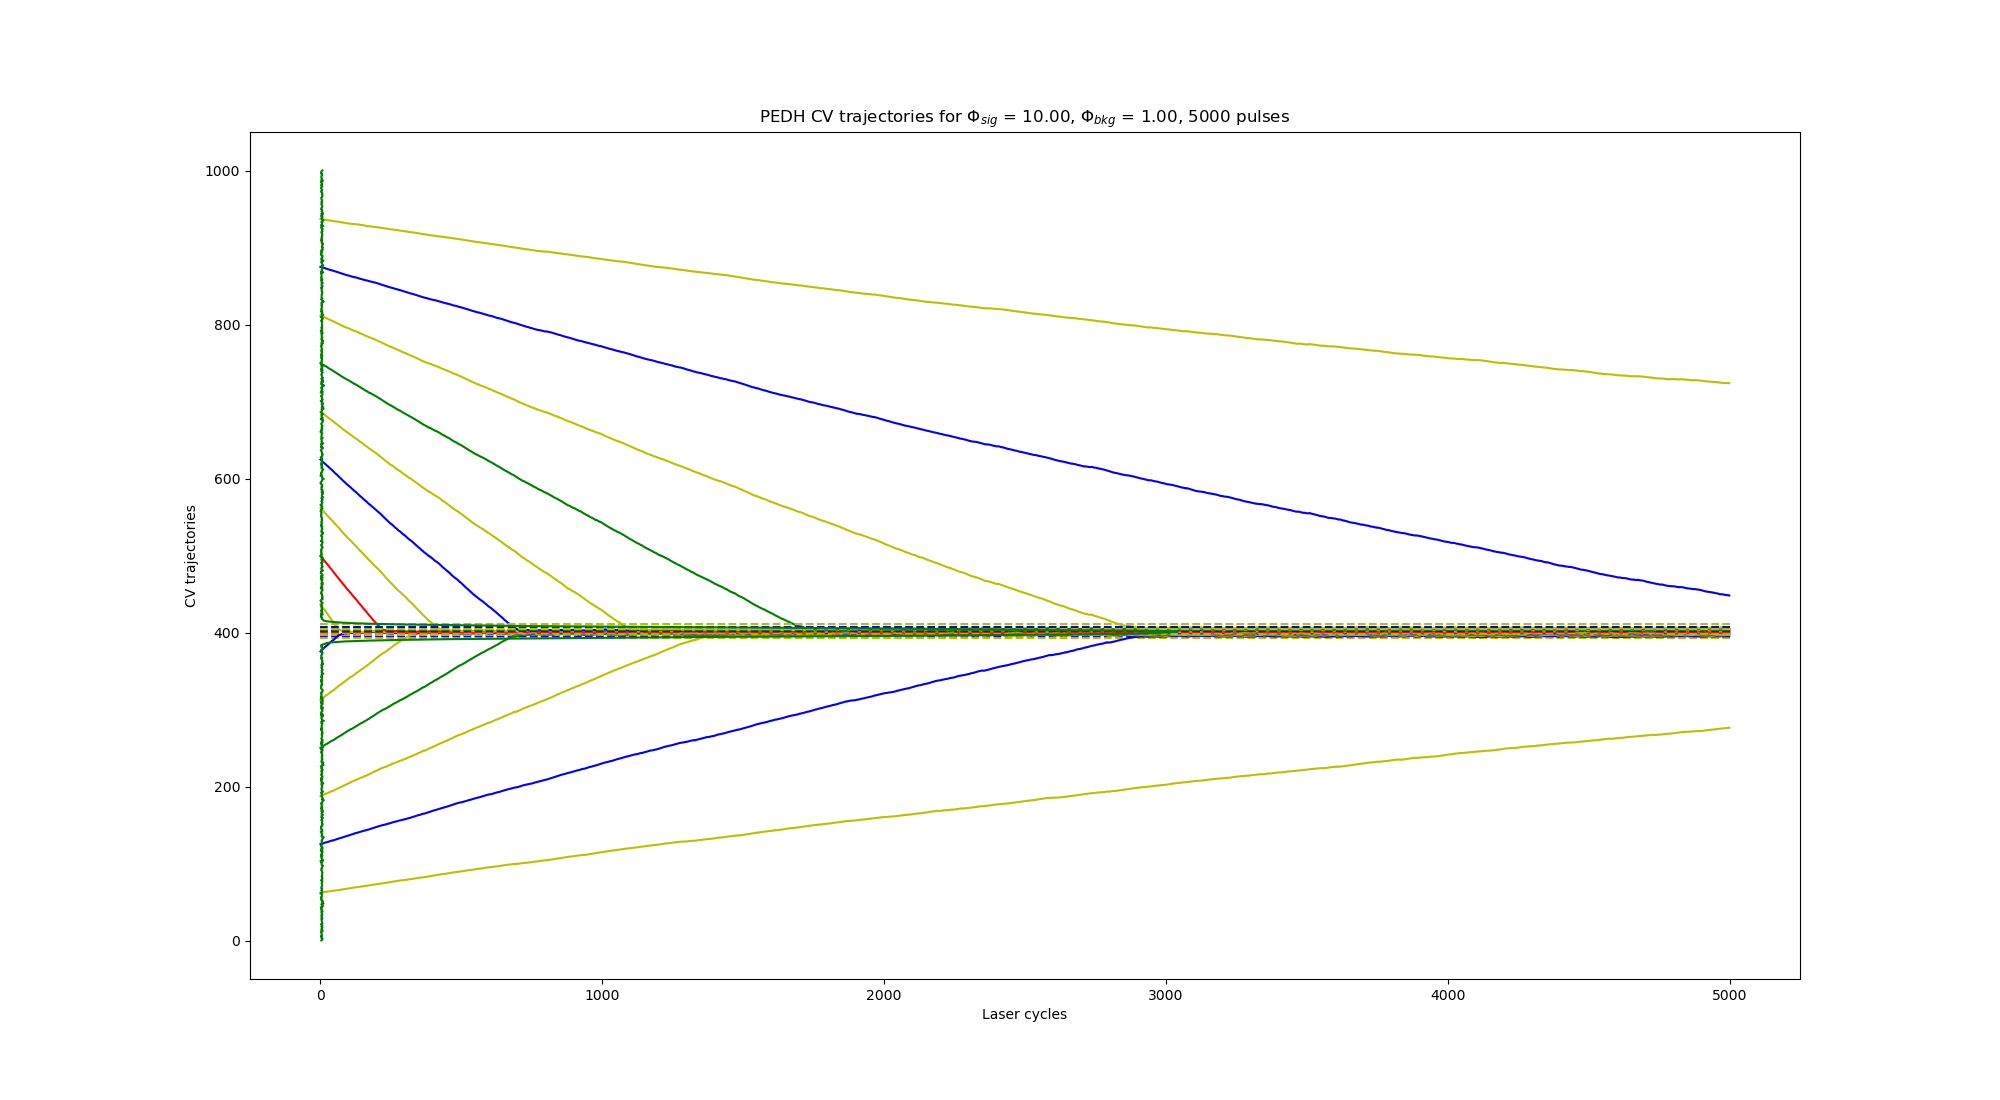 PEDH CV trajectories for Φsig = 10.00, Φbkg = 1.00, 5000 pulses
1000
800
600
400
200
0
CV trajectories
0 1000 2000 3000 4000 5000
Laser cycles